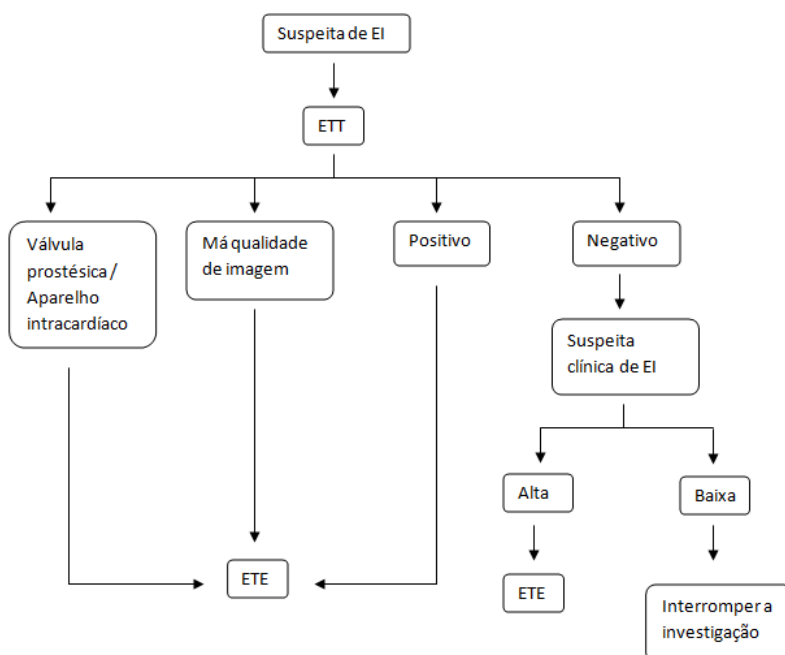 Suspeita de EI
ETT
Válvula
prostésica /
Aparelho
intracardíaco
Má qualidade
de imagem
Positivo
Negativo
Suspeita
clínica de EI
Alta
Baixa
ETE
ETE
Interromper a
investigação